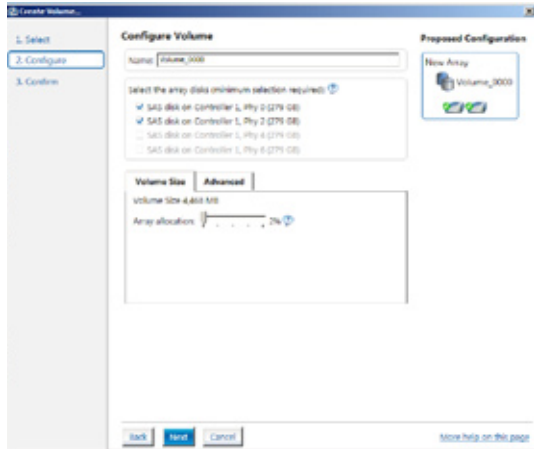 Create Volume...
1. Select
2. Configure
3. Confirm
Configure Volume
Name: Volume_0000
Select the array disks (minimum selection required):
SAS disk on Controller 1, Phy 0 (279 GB)
SAS disk on Controller 1, Phy 2 (279 GB)
SAS disk on Controller 1, Phy 4 (279 GB)
SAS disk on Controller 1, Phy 6 (279 GB)
Volume Size Advanced
Volume Size 4,463 MB
Array allocation: 2%
Proposed Configuration
New Array
Volume_0000
Back Next Cancel
More help on this page